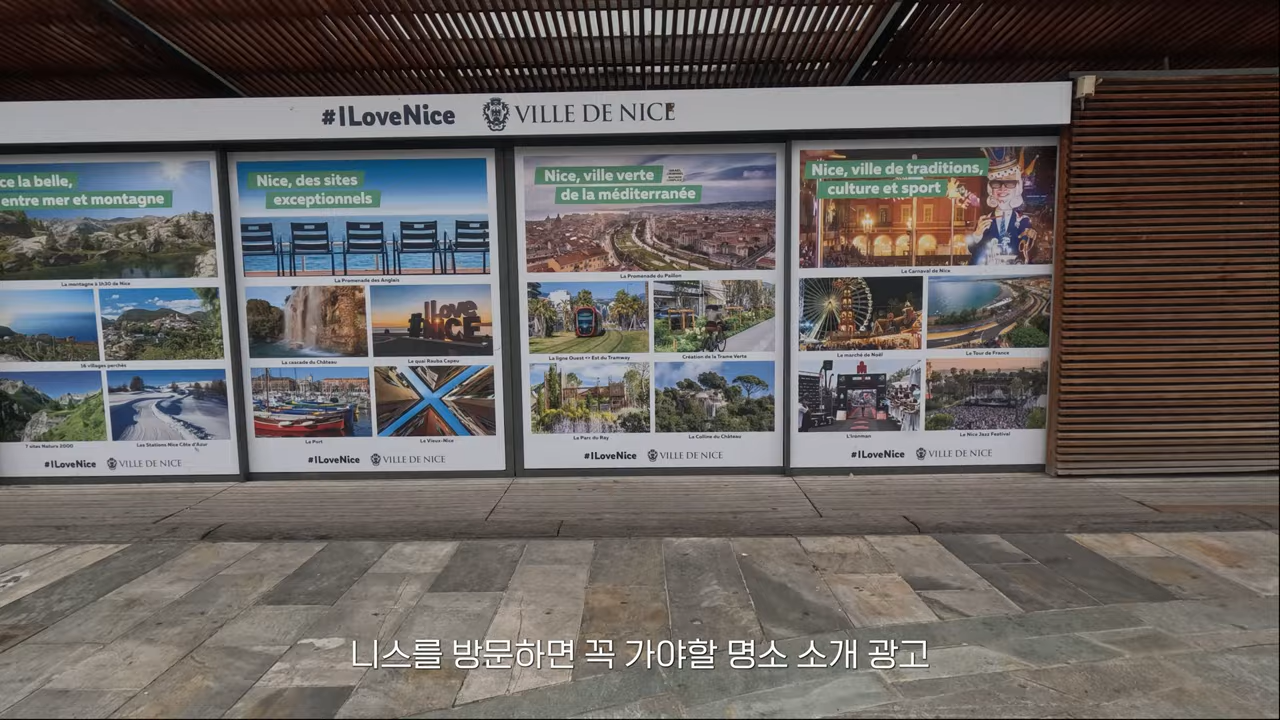 #ILoveNice VILLE DE NICE
ce la belle,
entre mer et montagne
La montagne à 1h30 de Nice
16 villages perchés
7 sites Natura 2000
Les Stations Nice Côte d'Azur
#ILoveNice VILLE DE NICE
Nice, des sites
exceptionnels
La Promenade des Anglais
I Love
NICE
La cascade du Château
Le quai Rauba Capeu
Le Port
Le Vieux-Nice
#ILoveNice VILLE DE NICE
Nice, ville verte
de la méditerranée
La Promenade du Paillon
La ligne Ouest <> Est du Tramway
Création de la Trame Verte
Le Parc du Ray
La Colline du Château
#ILoveNice VILLE DE NICE
Nice, ville de traditions,
culture et sport
Le Carnaval de Nice
Le marché de Noël
Le Tour de France
L'Ironman
Le Nice Jazz Festival
#ILoveNice VILLE DE NICE
니스를 방문하면 꼭 가야할 명소 소개 광고